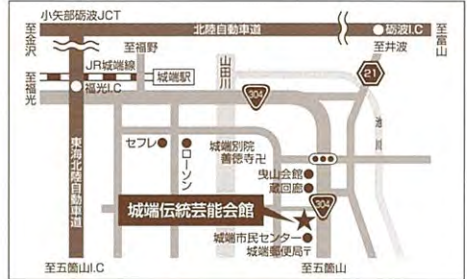 小矢部砺波JCT
北陸自動車道
砺波I.C
至金沢
至富山
至福野
至井波
JR城端線
城端駅
山田川
21
至福光
福光I.C
304
池川
東海北陸自動車道
セフレ
ローソン
城端別院
善徳寺卍
曳山会館
蔵回廊
304
城端伝統芸能会館
城端市民センター
城端郵便局〒
至五箇山I.C
至五箇山